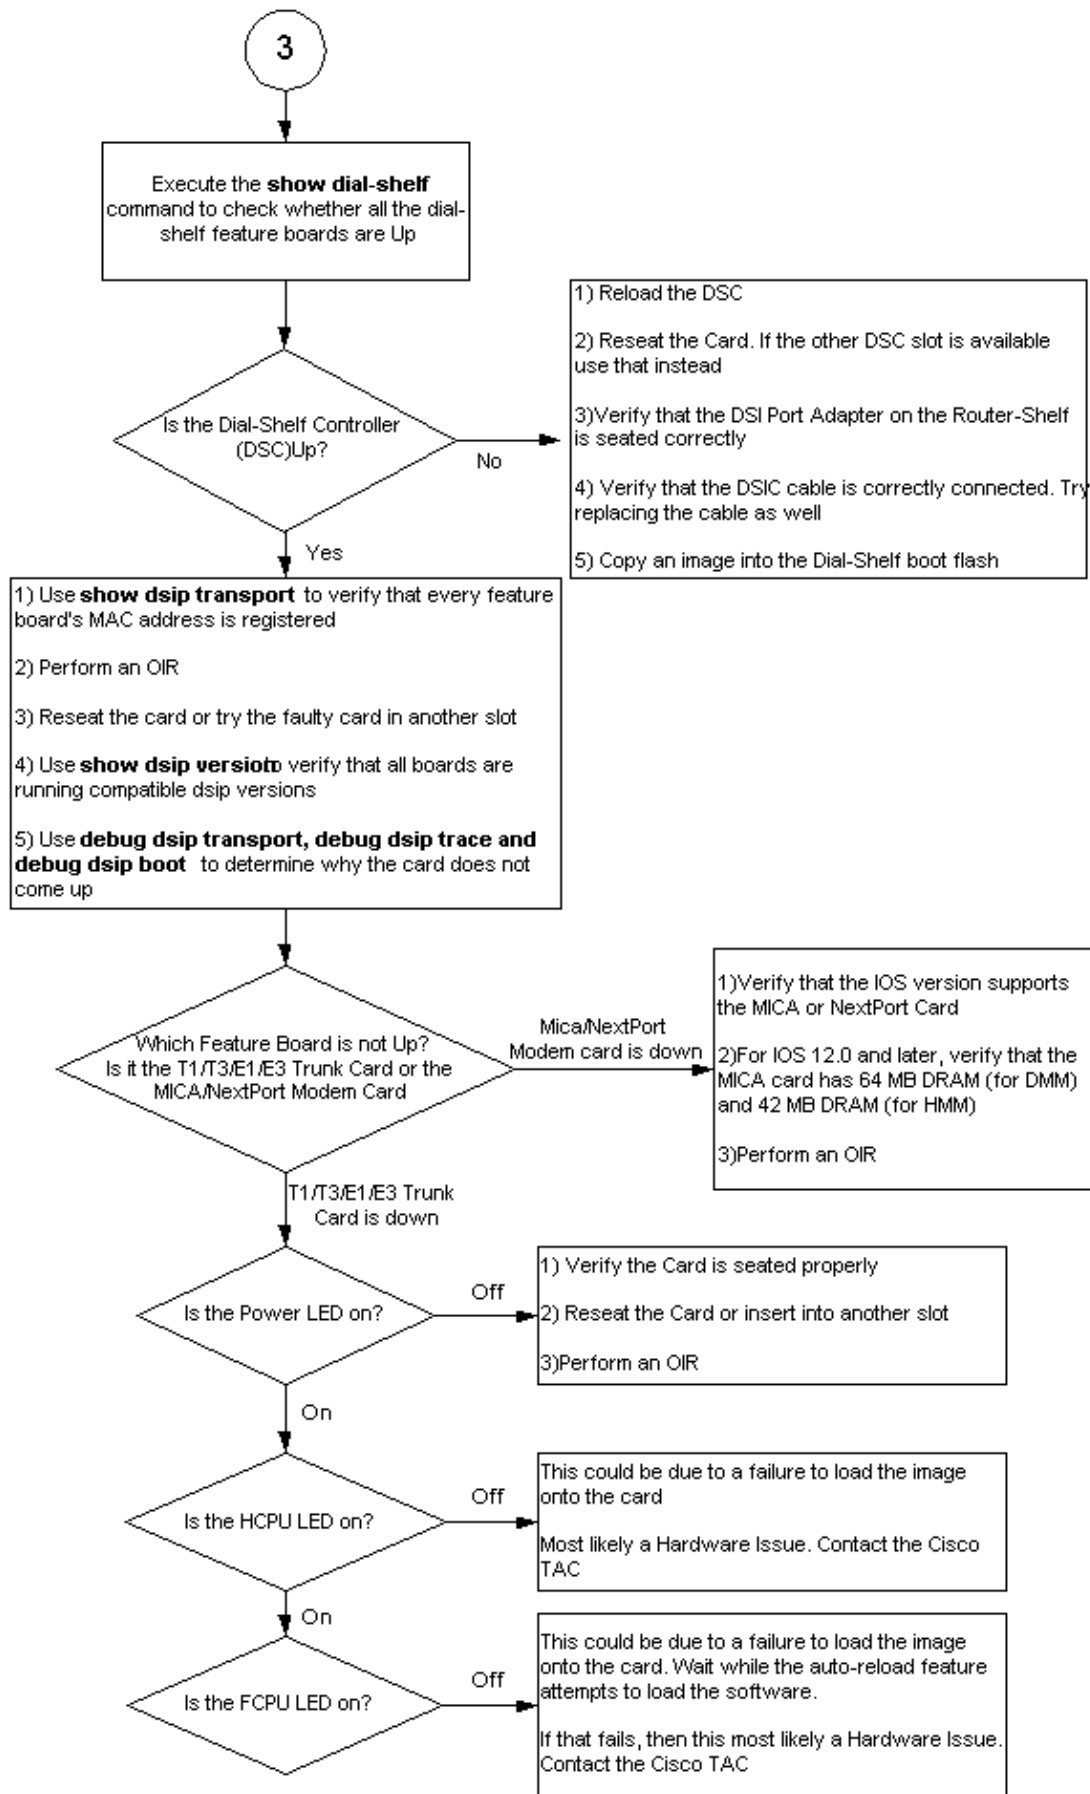 3
Execute the show dial-shelf
command to check whether all the dial-
shelf feature boards are Up
Is the Dial-Shelf Controller
(DSC)Up?
No
1) Reload the DSC
2) Reseat the Card. If the other DSC slot is available
use that instead
3)Verify that the DSI Port Adapter on the Router-Shelf
is seated correctly
4) Verify that the DSIC cable is correctly connected. Try
replacing the cable as well
5) Copy an image into the Dial-Shelf boot flash
Yes
1) Use show dsip transport to verify that every feature
board's MAC address is registered
2) Perform an OIR
3) Reseat the card or try the faulty card in another slot
4) Use show dsip version to verify that all boards are
running compatible dsip versions
5) Use debug dsip transport, debug dsip trace and
debug dsip boot to determine why the card does not
come up
Which Feature Board is not Up?
Is it the T1/T3/E1/E3 Trunk Card or the
MICA/NextPort Modem Card
Mica/NextPort
Modem card is down
1)Verify that the IOS version supports
the MICA or NextPort Card
2)For IOS 12.0 and later, verify that the
MICA card has 64 MB DRAM (for DMM)
and 42 MB DRAM (for HMM)
3)Perform an OIR
T1/T3/E1/E3 Trunk
Card is down
Is the Power LED on?
Off
1) Verify the Card is seated properly
2) Reseat the Card or insert into another slot
3)Perform an OIR
On
Is the HCPU LED on?
Off
This could be due to a failure to load the image
onto the card
Most likely a Hardware Issue. Contact the Cisco
TAC
On
Is the FCPU LED on?
Off
This could be due to a failure to load the image
onto the card. Wait while the auto-reload feature
attempts to load the software.
If that fails, then this most likely a Hardware Issue.
Contact the Cisco TAC